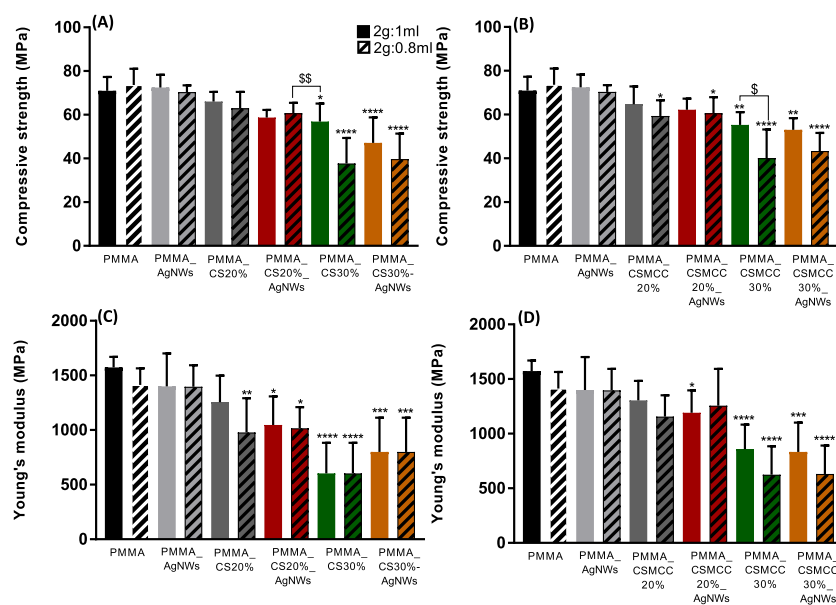 (A)
Compressive strength (MPa)
100
80
60
40
20
0
2g:1ml
2g:0.8ml
$$
*
****
****
****
PMMA
PMMA_
AgNWs
PMMA_
CS20%
PMMA_
CS20%_
AgNWs
PMMA_
CS30%
PMMA_
CS30%-
AgNWs
(B)
Compressive strength (MPa)
100
80
60
40
20
0
$
*
*
**
****
**
****
PMMA
PMMA_
AgNWs
PMMA_
CSMCC
20%
PMMA_
CSMCC
20%_
AgNWs
PMMA_
CSMCC
30%
PMMA_
CSMCC
30%_
AgNWs
(C)
Young's modulus (MPa)
2000
1500
1000
500
0
**
*
*
****
****
***
***
PMMA
PMMA_
AgNWs
PMMA_
CS20%
PMMA_
CS20%_
AgNWs
PMMA_
CS30%
PMMA_
CS30%-
AgNWs
(D)
Young's modulus (MPa)
2000
1500
1000
500
0
*
****
****
***
****
PMMA
PMMA_
AgNWs
PMMA_
CSMCC
20%
PMMA_
CSMCC
20%_
AgNWs
PMMA_
CSMCC
30%
PMMA_
CSMCC
30%_
AgNWs